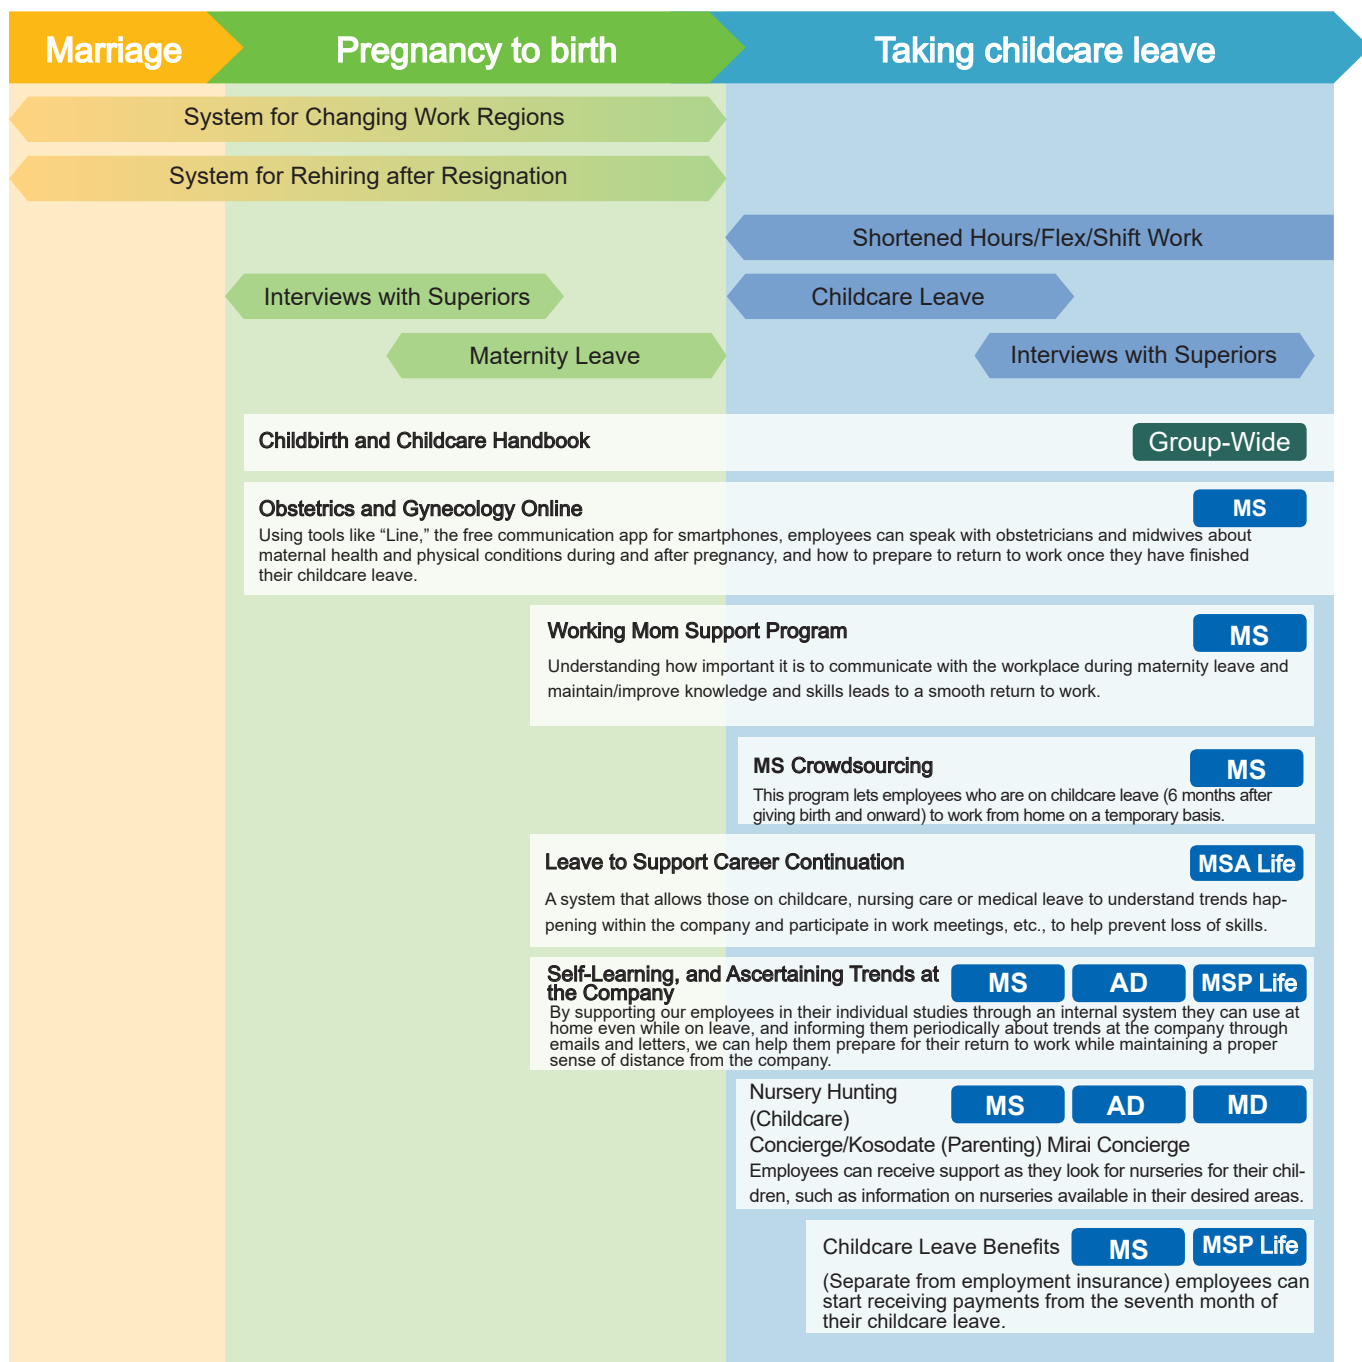 Marriage
Pregnancy to birth
Taking childcare leave
System for Changing Work Regions
System for Rehiring after Resignation
Shortened Hours/Flex/Shift Work
Interviews with Superiors
Childcare Leave
Maternity Leave
Interviews with Superiors
Childbirth and Childcare Handbook
Group-Wide
Obstetrics and Gynecology Online
MS
Using tools like “Line,” the free communication app for smartphones, employees can speak with obstetricians and midwives about
maternal health and physical conditions during and after pregnancy, and how to prepare to return to work once they have finished
their childcare leave.
Working Mom Support Program
MS
Understanding how important it is to communicate with the workplace during maternity leave and
maintain/improve knowledge and skills leads to a smooth return to work.
MS Crowdsourcing
MS
This program lets employees who are on childcare leave (6 months after
giving birth and onward) to work from home on a temporary basis.
Leave to Support Career Continuation
MSA Life
A system that allows those on childcare, nursing care or medical leave to understand trends hap-
pening within the company and participate in work meetings, etc., to help prevent loss of skills.
Self-Learning, and Ascertaining Trends at
the Company
MS
AD
MSP Life
By supporting our employees in their individual studies through an internal system they can use at
home even while on leave, and informing them periodically about trends at the company through
emails and letters, we can help them prepare for their return to work while maintaining a proper
sense of distance from the company.
Nursery Hunting
(Childcare)
MS
AD
MD
Concierge/Kosodate (Parenting) Mirai Concierge
Employees can receive support as they look for nurseries for their chil-
dren, such as information on nurseries available in their desired areas.
Childcare Leave Benefits
MS
MSP Life
(Separate from employment insurance) employees can
start receiving payments from the seventh month of
their childcare leave.